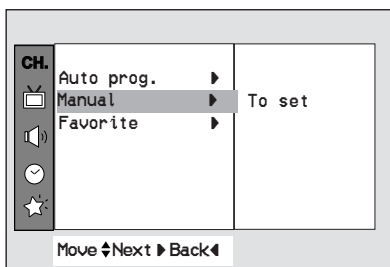 CH.
Auto prog. ▶
Manual ▶ To set
Favorite ▶
Move ▲▼ Next ▶ Back ◀